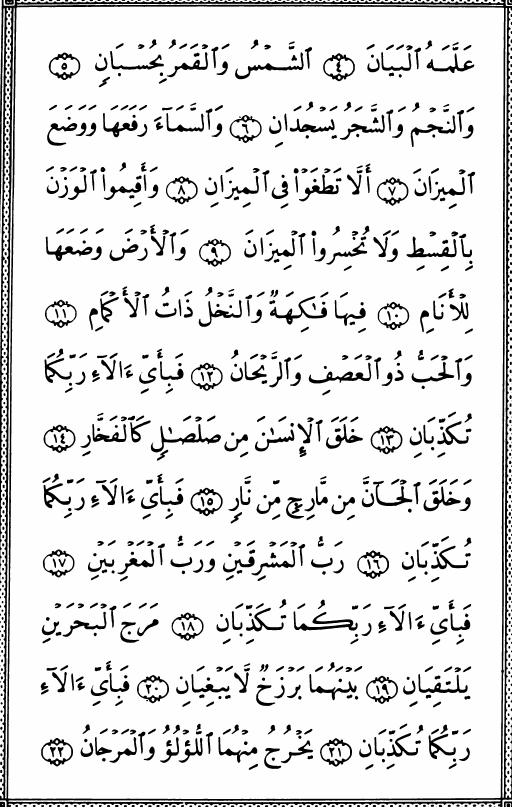 عَلَّمَهُ ٱلْبَيَانَ ٤ ٱلشَّمْسُ وَٱلْقَمَرُ بِحُسْبَانٍ ٥
وَٱلنَّجْمُ وَٱلشَّجَرُ يَسْجُدَانِ ٦ وَٱلسَّمَآءَ رَفَعَهَا وَوَضَعَ
ٱلْمِيزَانَ ٧ أَلَّا تَطْغَوْا۟ فِى ٱلْمِيزَانِ ٨ وَأَقِيمُوا۟ ٱلْوَزْنَ
بِٱلْقِسْطِ وَلَا تُخْسِرُوا۟ ٱلْمِيزَانَ ٩ وَٱلْأَرْضَ وَضَعَهَا
لِلْأَنَامِ ١٠ فِيهَا فَـٰكِهَةٌ وَٱلنَّخْلُ ذَاتُ ٱلْأَكْمَامِ ١١
وَٱلْحَبُّ ذُو ٱلْعَصْفِ وَٱلرَّيْحَانُ ١٢ فَبِأَىِّ ءَالَآءِ رَبِّكُمَا
تُكَذِّبَانِ ١٣ خَلَقَ ٱلْإِنسَـٰنَ مِن صَلْصَـٰلٍ كَٱلْفَخَّارِ ١٤
وَخَلَقَ ٱلْجَآنَّ مِن مَّارِجٍ مِّن نَّارٍ ١٥ فَبِأَىِّ ءَالَآءِ رَبِّكُمَا
تُكَذِّبَانِ ١٦ رَبُّ ٱلْمَشْرِقَيْنِ وَرَبُّ ٱلْمَغْرِبَيْنِ ١٧
فَبِأَىِّ ءَالَآءِ رَبِّكُمَا تُكَذِّبَانِ ١٨ مَرَجَ ٱلْبَحْرَيْنِ
يَلْتَقِيَانِ ١٩ بَيْنَهُمَا بَرْزَخٌ لَّا يَبْغِيَانِ ٢٠ فَبِأَىِّ ءَالَآءِ
رَبِّكُمَا تُكَذِّبَانِ ٢١ يَخْرُجُ مِنْهُمَا ٱللُّؤْلُؤُ وَٱلْمَرْجَانُ ٢٢